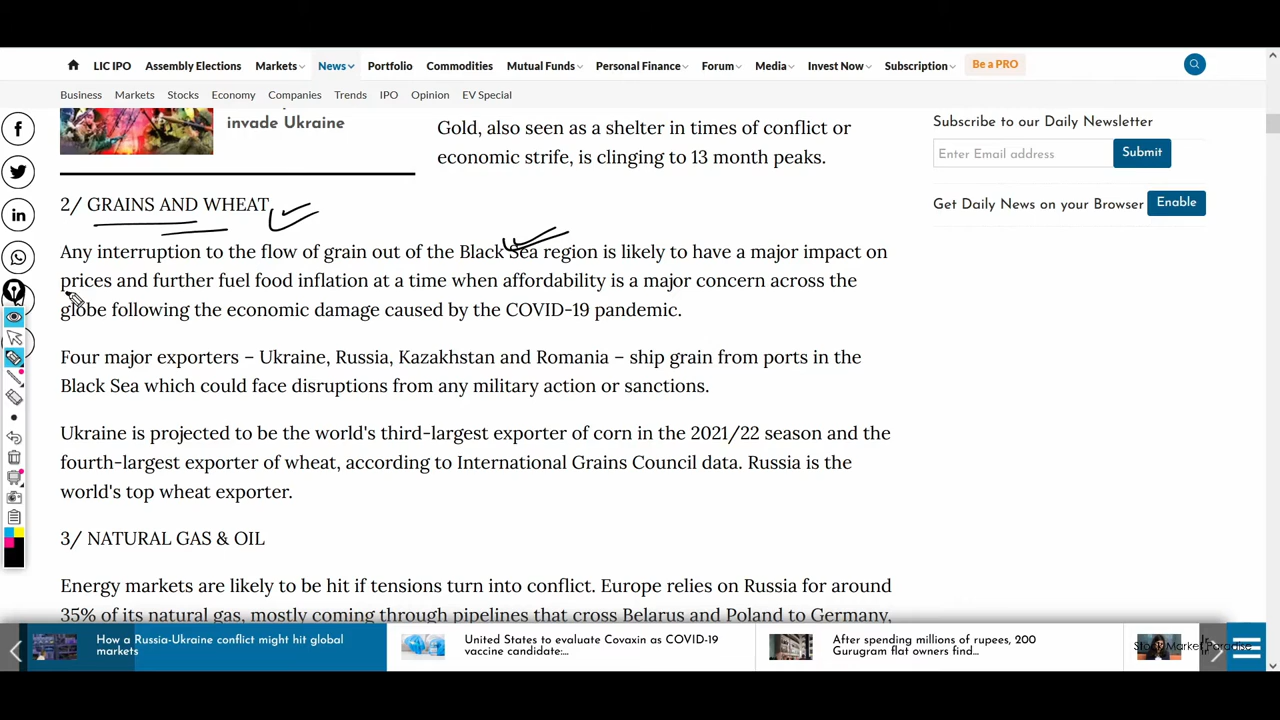 LIC IPO Assembly Elections Markets News Portfolio Commodities Mutual Funds Personal Finance Forum Media Invest Now Subscription Be a PRO
Business Markets Stocks Economy Companies Trends IPO Opinion EV Special
invade Ukraine
Gold, also seen as a shelter in times of conflict or
economic strife, is clinging to 13 month peaks.
Subscribe to our Daily Newsletter
Enter Email address Submit
Get Daily News on your Browser Enable
2/ GRAINS AND WHEAT
Any interruption to the flow of grain out of the Black Sea region is likely to have a major impact on
prices and further fuel food inflation at a time when affordability is a major concern across the
globe following the economic damage caused by the COVID-19 pandemic.
Four major exporters – Ukraine, Russia, Kazakhstan and Romania – ship grain from ports in the
Black Sea which could face disruptions from any military action or sanctions.
Ukraine is projected to be the world's third-largest exporter of corn in the 2021/22 season and the
fourth-largest exporter of wheat, according to International Grains Council data. Russia is the
world's top wheat exporter.
3/ NATURAL GAS & OIL
Energy markets are likely to be hit if tensions turn into conflict. Europe relies on Russia for around
35% of its natural gas, mostly coming through pipelines that cross Belarus and Poland to Germany,
How a Russia-Ukraine conflict might hit global
markets
United States to evaluate Covaxin as COVID-19
vaccine candidate:...
After spending millions of rupees, 200
Gurugram flat owners find...
Stock Market Paradise